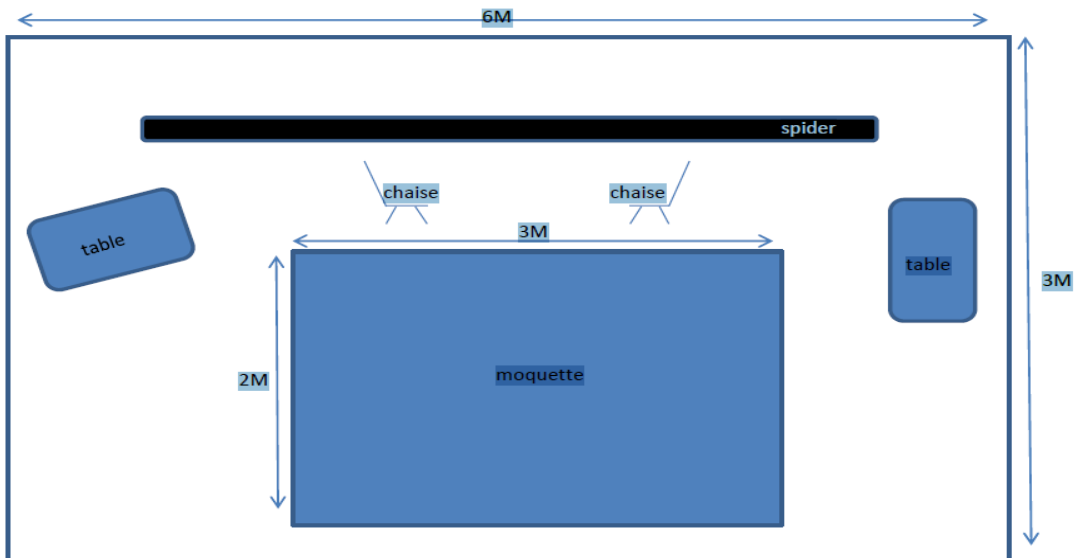 6M
spider
chaise
chaise
table
3M
table
3M
2M
moquette